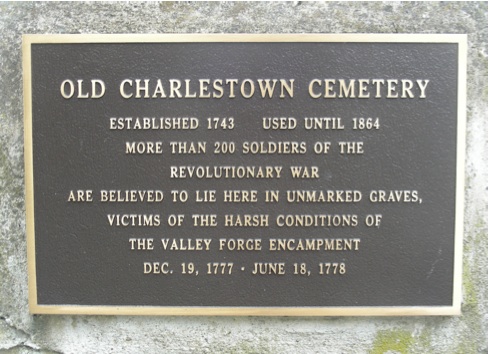 OLD CHARLESTOWN CEMETERY
ESTABLISHED 1743 USED UNTIL 1864
MORE THAN 200 SOLDIERS OF THE
REVOLUTIONARY WAR
ARE BELIEVED TO LIE HERE IN UNMARKED GRAVES,
VICTIMS OF THE HARSH CONDITIONS OF
THE VALLEY FORGE ENCAMPMENT
DEC. 19, 1777 · JUNE 18, 1778